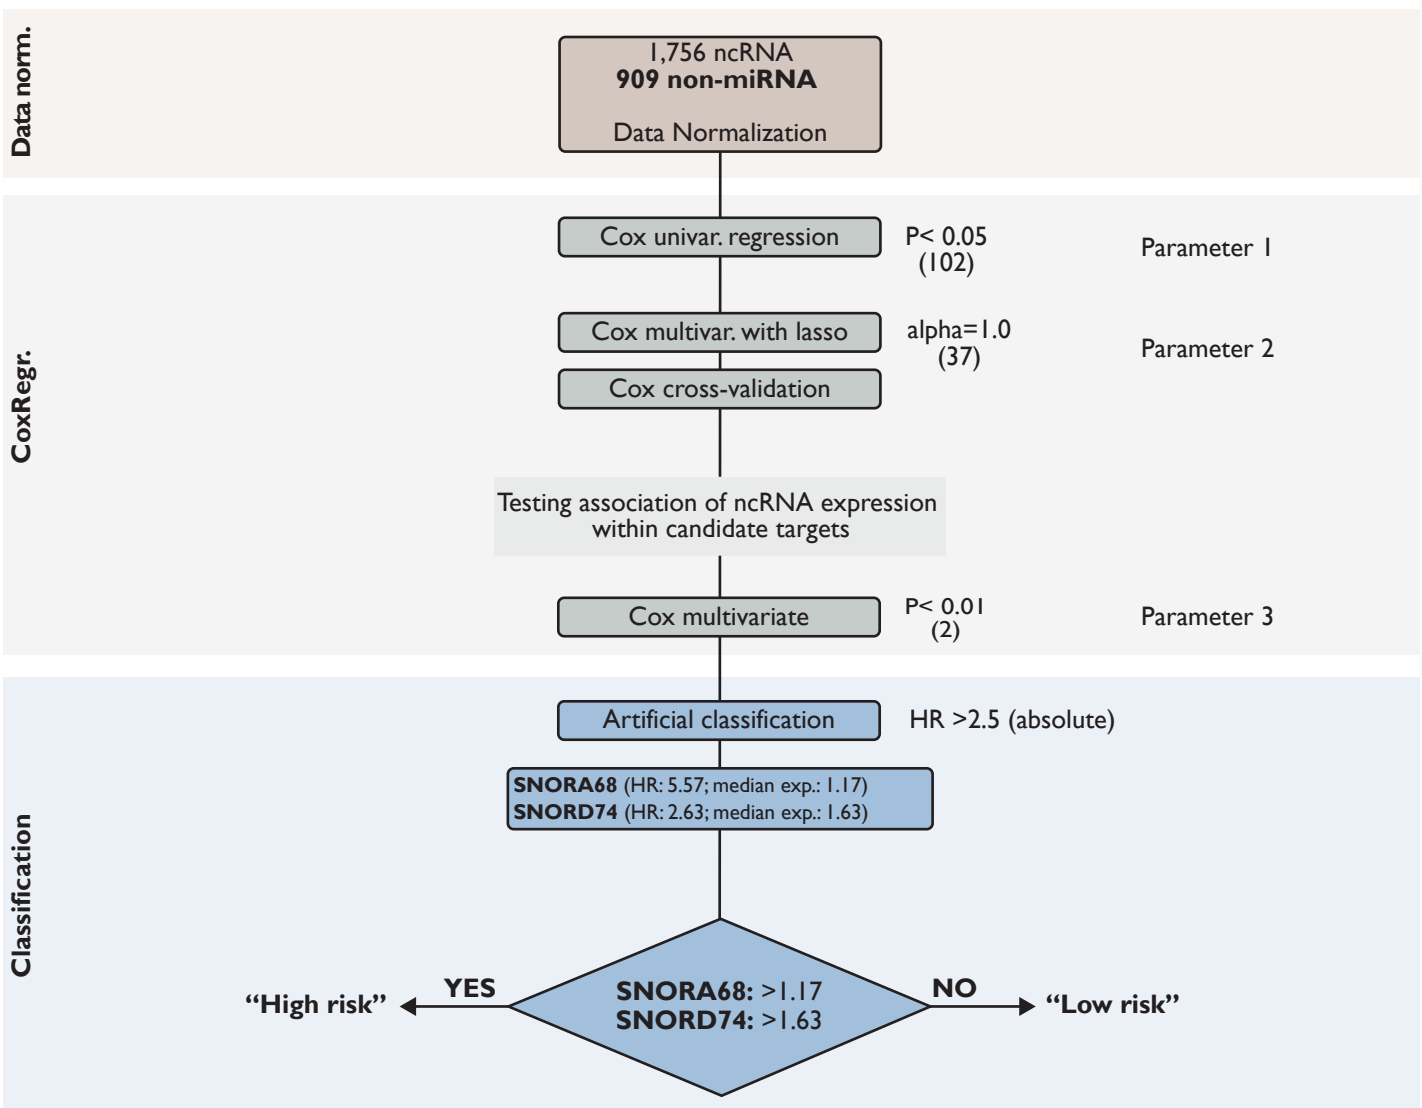 Data norm.
1,756 ncRNA
909 non-miRNA
Data Normalization
CoxRegr.
Cox univar. regression
P< 0.05
(102)
Parameter 1
Cox multivar. with lasso
alpha=1.0
(37)
Parameter 2
Cox cross-validation
Testing association of ncRNA expression
within candidate targets
Cox multivariate
P< 0.01
(2)
Parameter 3
Classification
Artificial classification
HR >2.5 (absolute)
SNORA68 (HR: 5.57; median exp.: 1.17)
SNORD74 (HR: 2.63; median exp.: 1.63)
“High risk”
YES
SNORA68: >1.17
SNORD74: >1.63
NO
“Low risk”